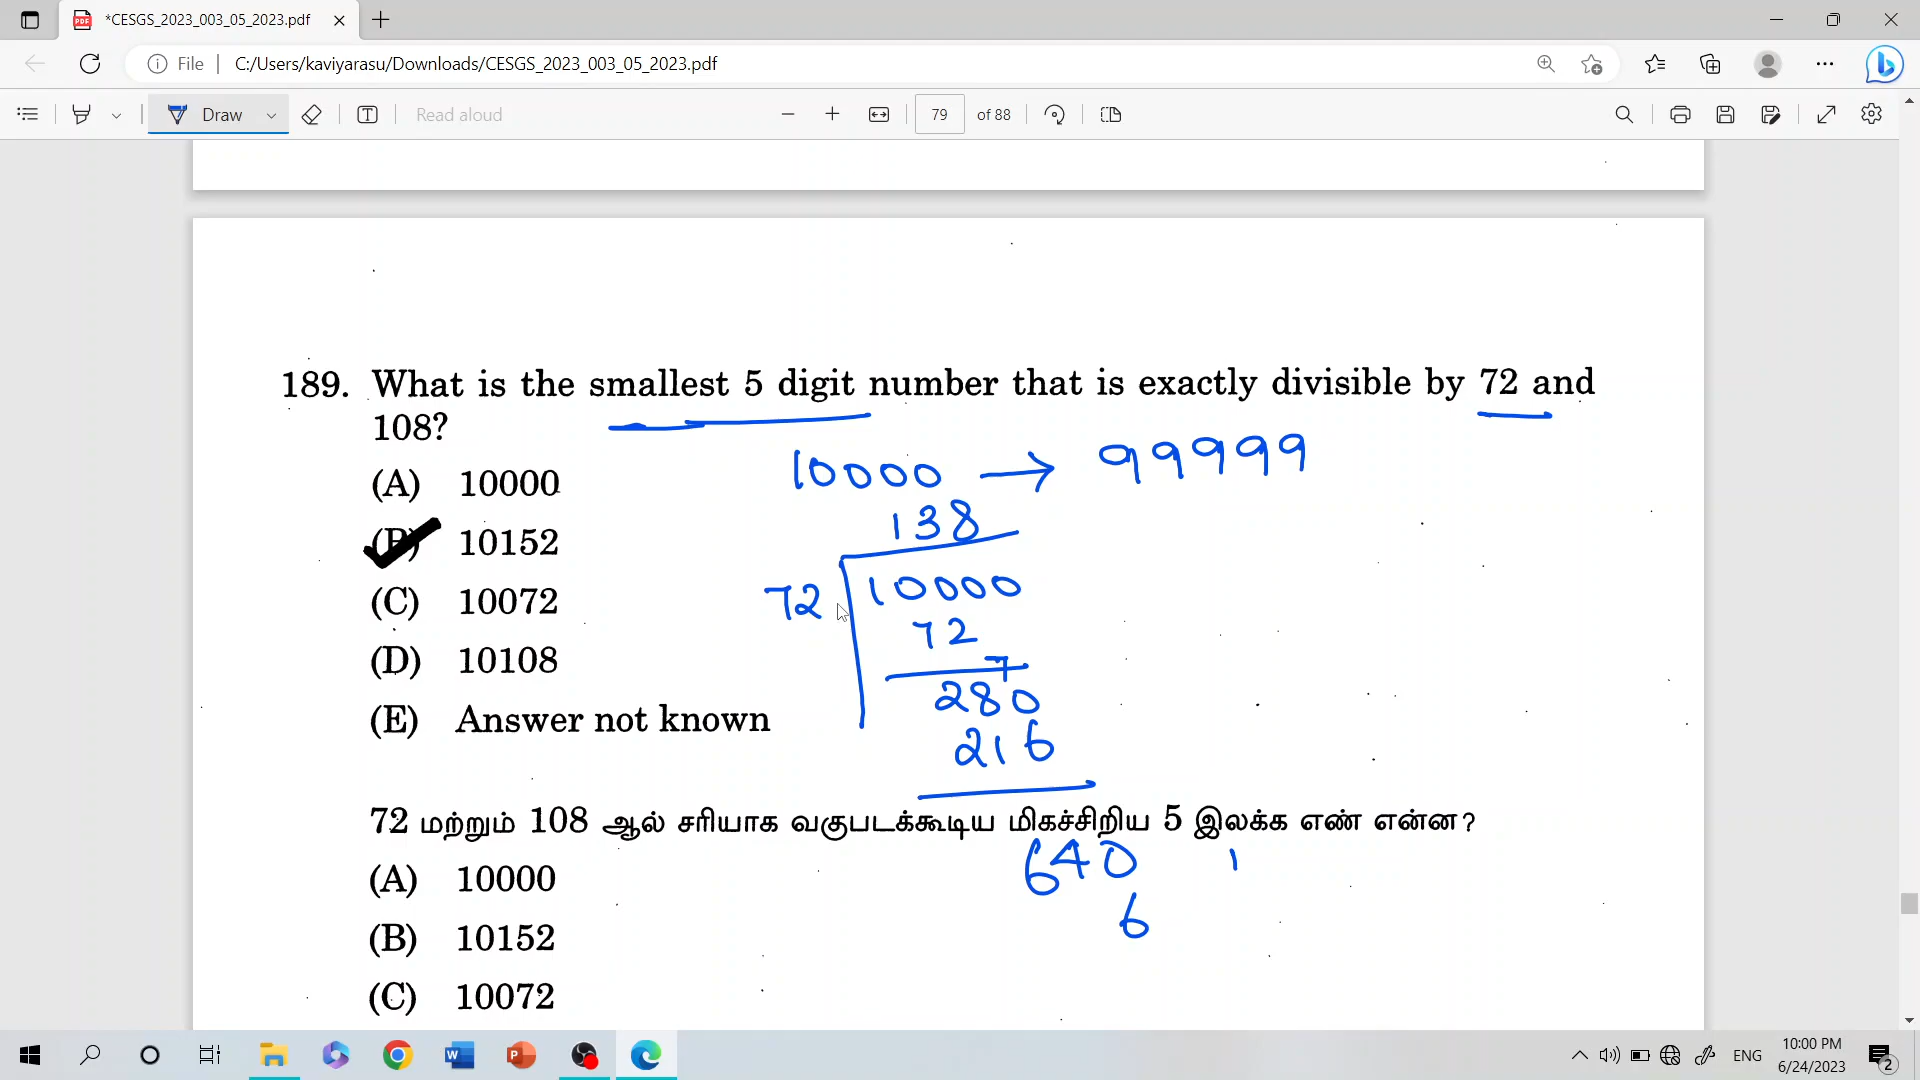 *CESGS_2023_003_05_2023.pdf
File C:/Users/kaviyarasu/Downloads/CESGS_2023_003_05_2023.pdf
Draw Read aloud 79 of 88
189. What is the smallest 5 digit number that is exactly divisible by 72 and
108?
10000 → 99999
(A) 10000
138
(B) 10152
72 10000
(C) 10072
72
7
(D) 10108
280
(E) Answer not known
216
72 மற்றும் 108 ஆல் சரியாக வகுபடக்கூடிய மிகச்சிறிய 5 இலக்க எண் என்ன?
640 1
(A) 10000
6
(B) 10152
(C) 10072
ENG 10:00 PM
6/24/2023 2